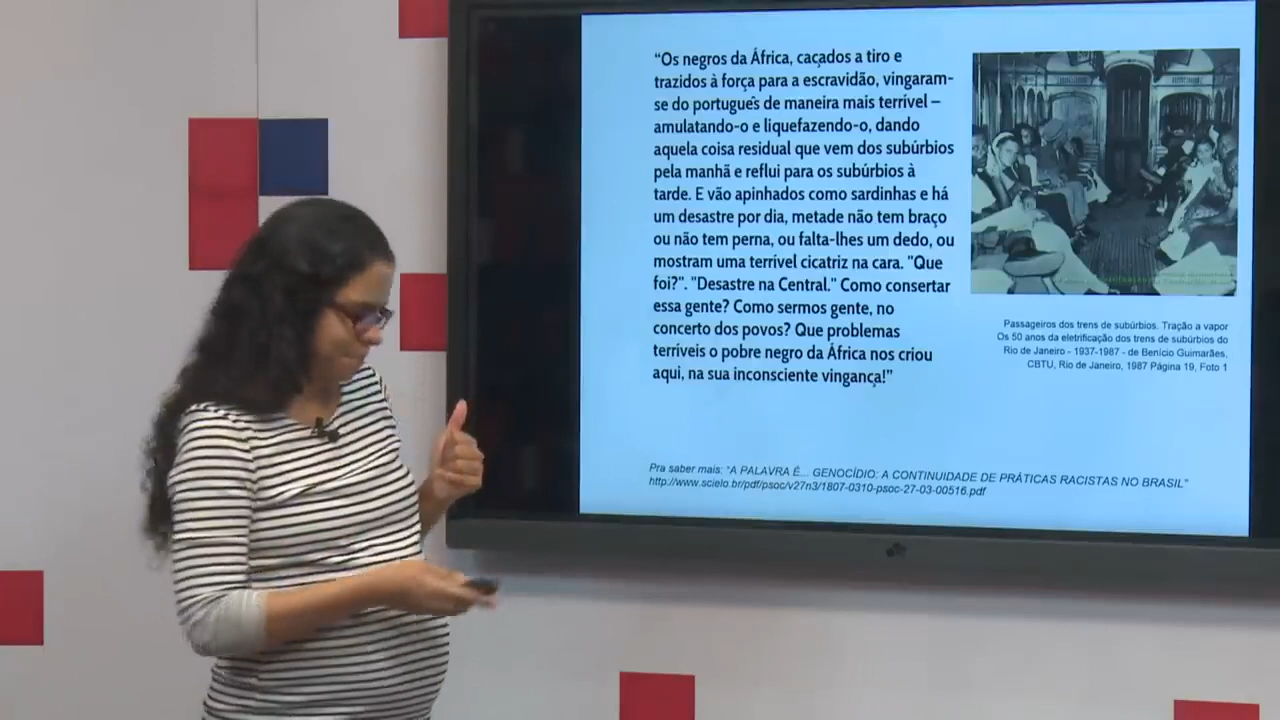 “Os negros da África, caçados a tiro e
trazidos à força para a escravidão, vingaram-
se do português de maneira mais terrível –
amulatando-o e liquefazendo-o, dando
aquela coisa residual que vem dos subúrbios
pela manhã e reflui para os subúrbios à
tarde. E vão apinhados como sardinhas e há
um desastre por dia, metade não tem braço
ou não tem perna, ou falta-lhes um dedo, ou
mostram uma terrível cicatriz na cara. "Que
foi?". "Desastre na Central." Como consertar
essa gente? Como sermos gente, no
concerto dos povos? Que problemas
terríveis o pobre negro da África nos criou
aqui, na sua inconsciente vingança!”
Passageiros dos trens de subúrbios. Tração a vapor
Os 50 anos da eletrificação dos trens de subúrbios do
Rio de Janeiro - 1937-1987 - de Benício Guimarães,
CBTU, Rio de Janeiro, 1987 Página 19, Foto 1
Pra saber mais: “A PALAVRA É... GENOCÍDIO: A CONTINUIDADE DE PRÁTICAS RACISTAS NO BRASIL”
http://www.scielo.br/pdf/psoc/v27n3/1807-0310-psoc-27-03-00516.pdf